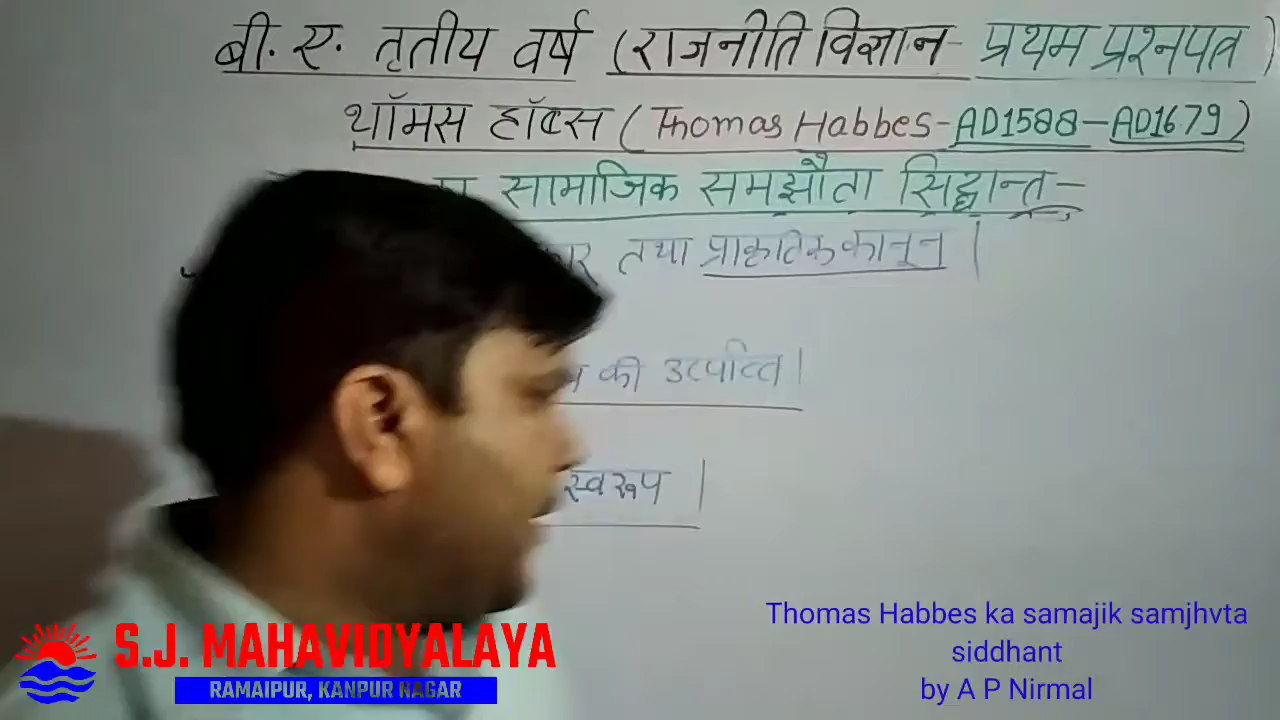 बी. ए. तृतीय वर्ष (राजनीति विज्ञान - प्रथम प्रश्नपत्र)
थॉमस हॉब्स (Thomas Habbes - AD1588 - AD1679)
सामाजिक समझौता सिद्धान्त -
तथा प्राकृतिक कानून |
की उत्पत्ति |
स्वरूप |
Thomas Habbes ka samajik samjhvta
siddhant
by A P Nirmal
S.J. MAHAVIDYALAYA
RAMAIPUR, KANPUR NAGAR